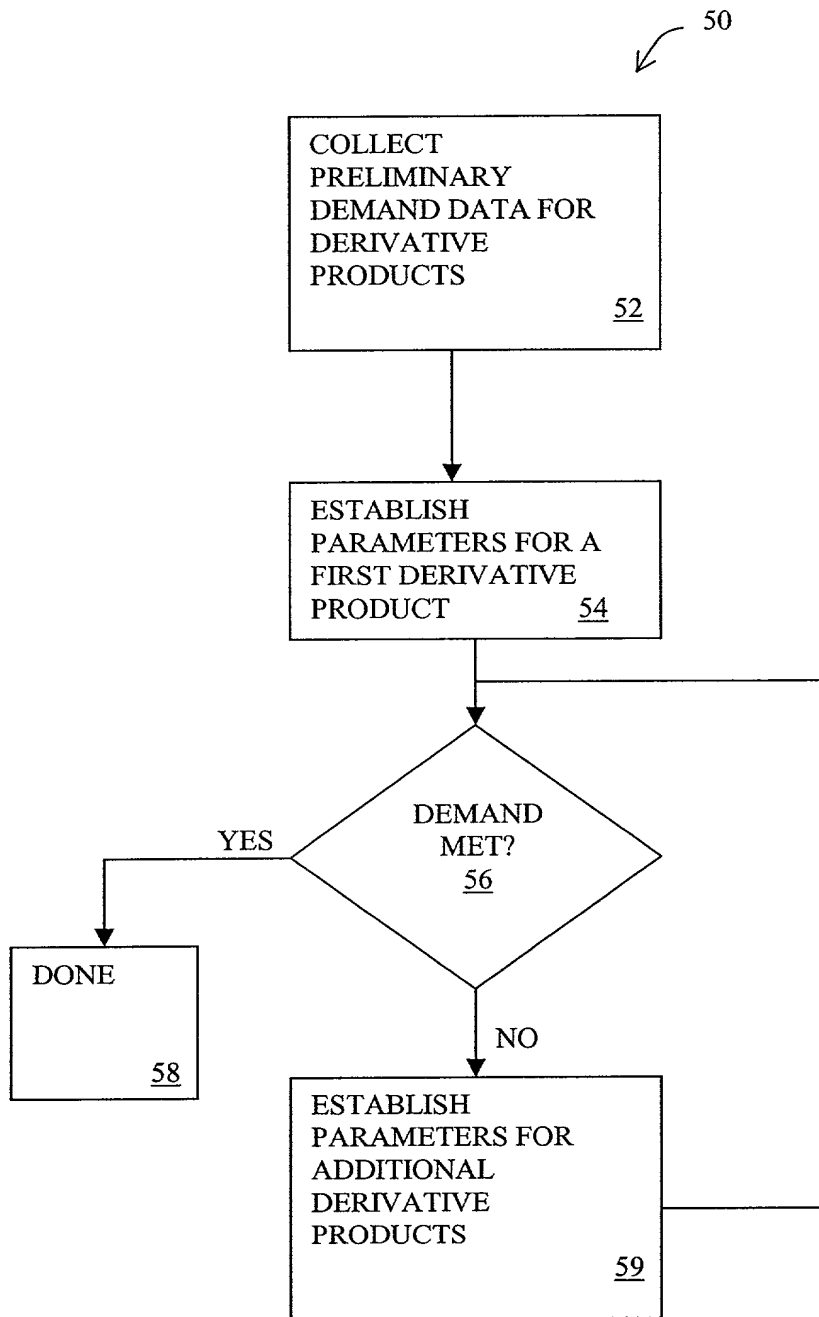 50
COLLECT
PRELIMINARY
DEMAND DATA FOR
DERIVATIVE
PRODUCTS
52
ESTABLISH
PARAMETERS FOR A
FIRST DERIVATIVE
PRODUCT 54
DEMAND
MET?
56
YES
DONE
58
NO
ESTABLISH
PARAMETERS FOR
ADDITIONAL
DERIVATIVE
PRODUCTS
59